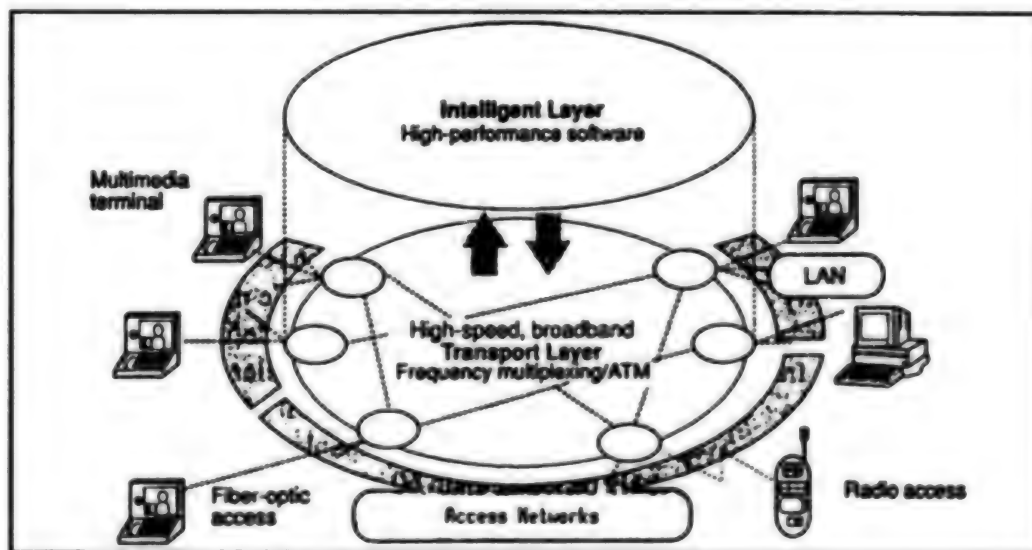 Intelligent Layer
High-performance software
Multimedia
terminal
LAN
High-speed, broadband
Transport Layer
Frequency multiplexing/ATM
Fiber-optic
access
Access Networks
Radio access